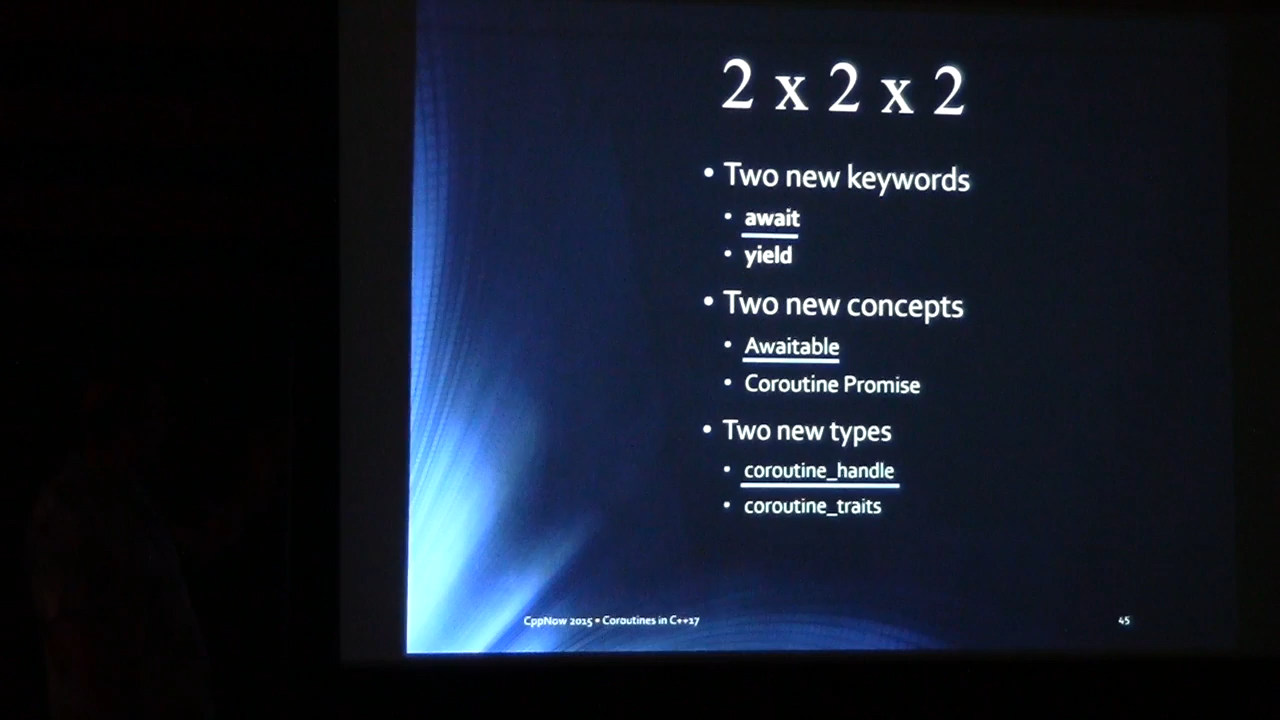 2 x 2 x 2
• Two new keywords
• await
• yield
• Two new concepts
• Awaitable
• Coroutine Promise
• Two new types
• coroutine_handle
• coroutine_traits
CppNow 2015 • Coroutines in C++17
45